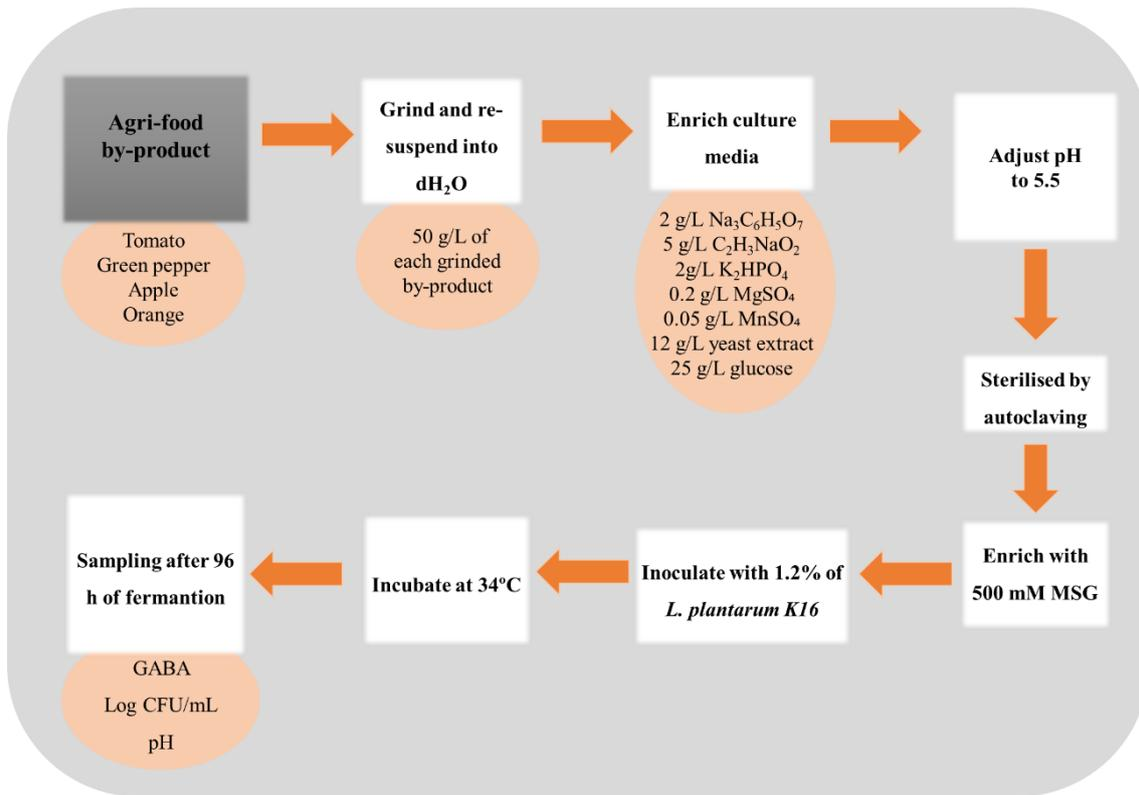 Agri-food
by-product
Tomato
Green pepper
Apple
Orange
Grind and re-
suspend into
dH₂O
50 g/L of
each grinded
by-product
Enrich culture
media
2 g/L Na₃C₆H₅O₇
5 g/L C₂H₃NaO₂
2g/L K₂HPO₄
0.2 g/L MgSO₄
0.05 g/L MnSO₄
12 g/L yeast extract
25 g/L glucose
Adjust pH
to 5.5
Sterilised by
autoclaving
Enrich with
500 mM MSG
Inoculate with 1.2% of
L. plantarum K16
Incubate at 34ºC
Sampling after 96
h of fermantion
GABA
Log CFU/mL
pH